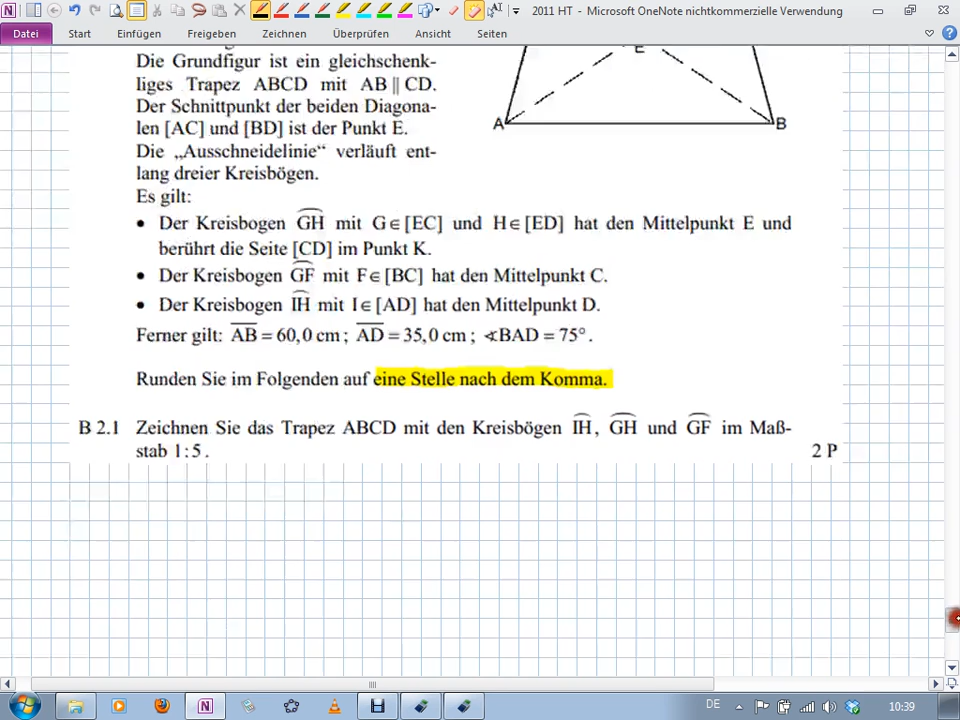 2011 HT - Microsoft OneNote nichtkommerzielle Verwendung
Datei Start Einfügen Freigeben Zeichnen Überprüfen Ansicht Seiten
Die Grundfigur ist ein gleichschenk-
liges Trapez ABCD mit AB || CD.
Der Schnittpunkt der beiden Diagona-
len [AC] und [BD] ist der Punkt E.
Die „Ausschneidelinie“ verläuft ent-
lang dreier Kreisbögen.
Es gilt:
E
A
B
• Der Kreisbogen GH mit G∈[EC] und H∈[ED] hat den Mittelpunkt E und
berührt die Seite [CD] im Punkt K.
• Der Kreisbogen GF mit F∈[BC] hat den Mittelpunkt C.
• Der Kreisbogen IH mit I∈[AD] hat den Mittelpunkt D.
Ferner gilt: AB = 60,0 cm ; AD = 35,0 cm ; ∢BAD = 75° .
Runden Sie im Folgenden auf eine Stelle nach dem Komma.
B 2.1 Zeichnen Sie das Trapez ABCD mit den Kreisbögen IH, GH und GF im Maß-
stab 1:5. 2 P
DE 10:39